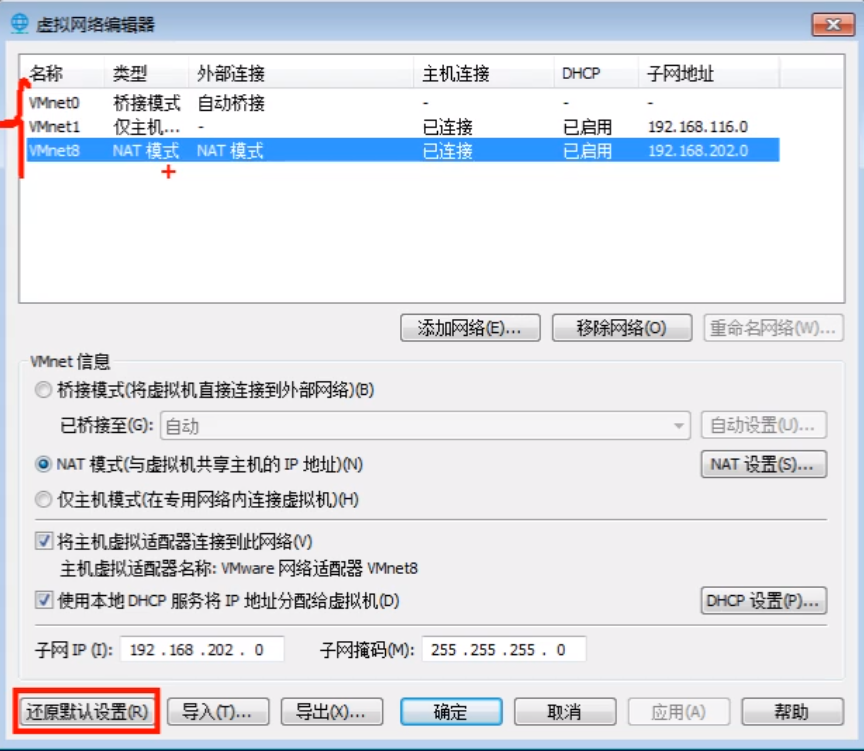 虚拟网络编辑器
名称 类型 外部连接 主机连接 DHCP 子网地址
VMnet0 桥接模式 自动桥接 - - -
VMnet1 仅主机... - 已连接 已启用 192.168.116.0
VMnet8 NAT 模式 NAT 模式 已连接 已启用 192.168.202.0
添加网络(E)... 移除网络(O) 重命名网络(W)...
VMnet 信息
桥接模式(将虚拟机直接连接到外部网络)(B)
已桥接至(G): 自动 自动设置(U)...
NAT 模式(与虚拟机共享主机的 IP 地址)(N) NAT 设置(S)...
仅主机模式(在专用网络内连接虚拟机)(H)
将主机虚拟适配器连接到此网络(V)
主机虚拟适配器名称: VMware 网络适配器 VMnet8
使用本地 DHCP 服务将 IP 地址分配给虚拟机(D) DHCP 设置(P)...
子网 IP (I): 192 .168 .202 . 0 子网掩码(M): 255 .255 .255 . 0
还原默认设置(R) 导入(T)... 导出(X)... 确定 取消 应用(A) 帮助